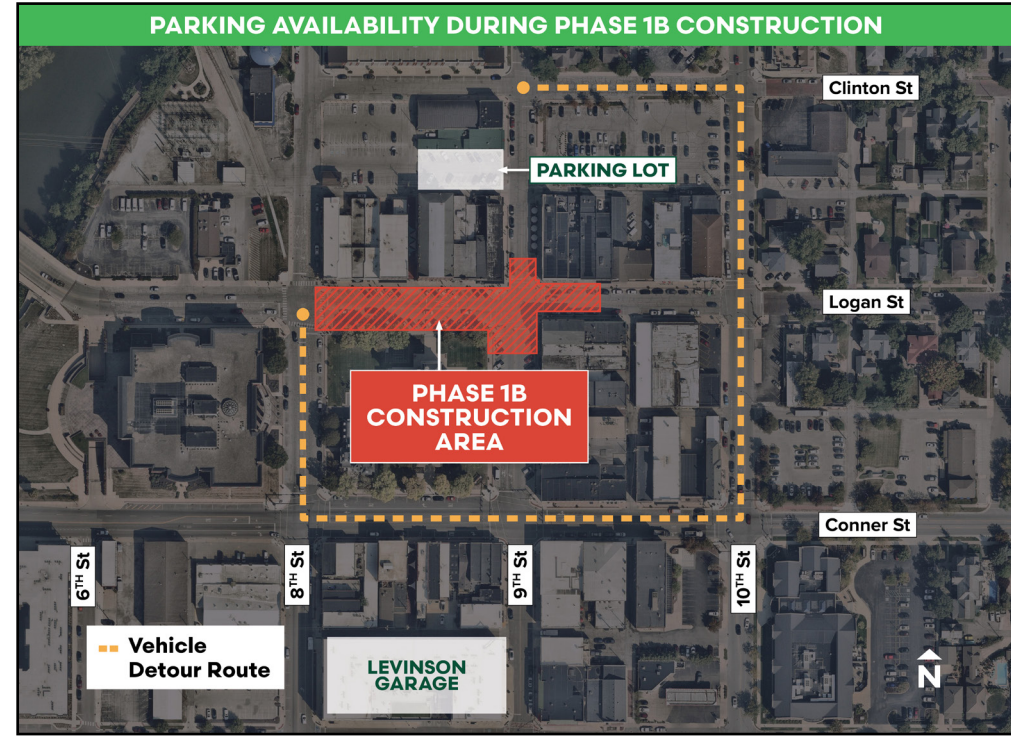 PARKING AVAILABILITY DURING PHASE 1B CONSTRUCTION
Clinton St
PARKING LOT
Logan St
PHASE 1B
CONSTRUCTION
AREA
Conner St
6TH St
8TH St
9TH St
10TH St
Vehicle
Detour Route
LEVINSON
GARAGE
N